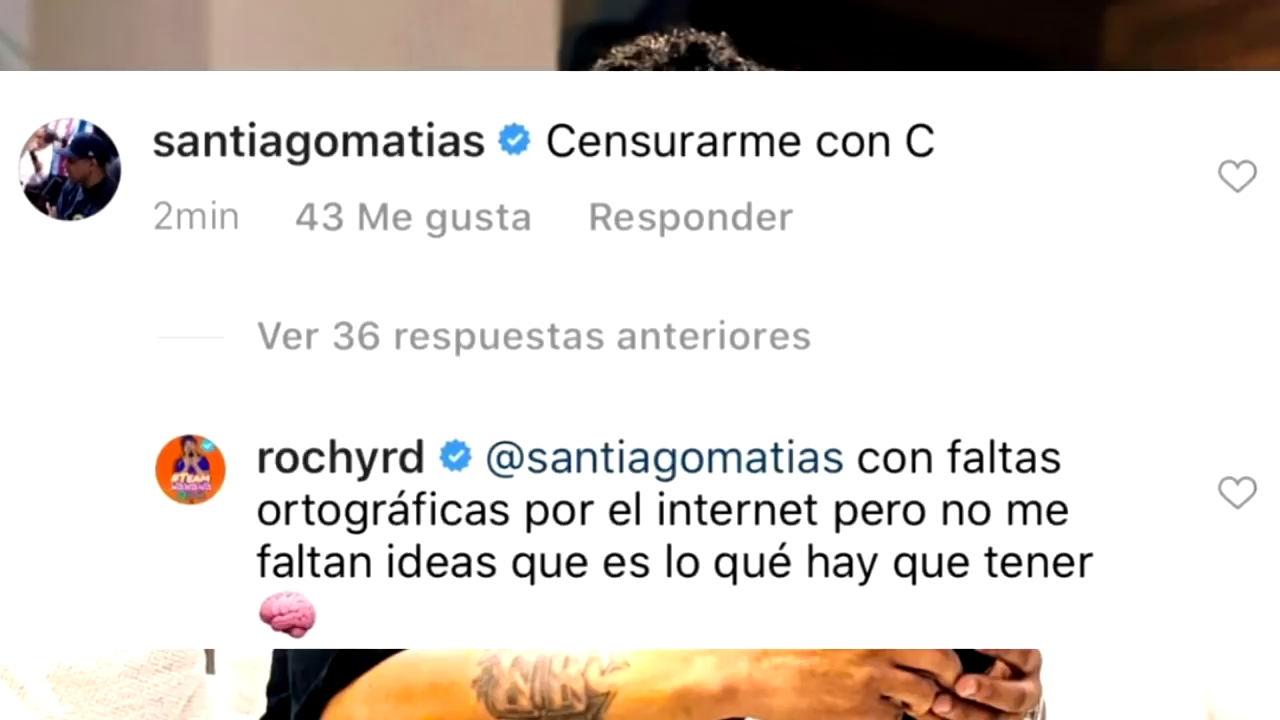 santiagomatias Censurarme con C
2min 43 Me gusta Responder
Ver 36 respuestas anteriores
rochyrd @santiagomatias con faltas
ortográficas por el internet pero no me
faltan ideas que es lo qué hay que tener
#TEAM